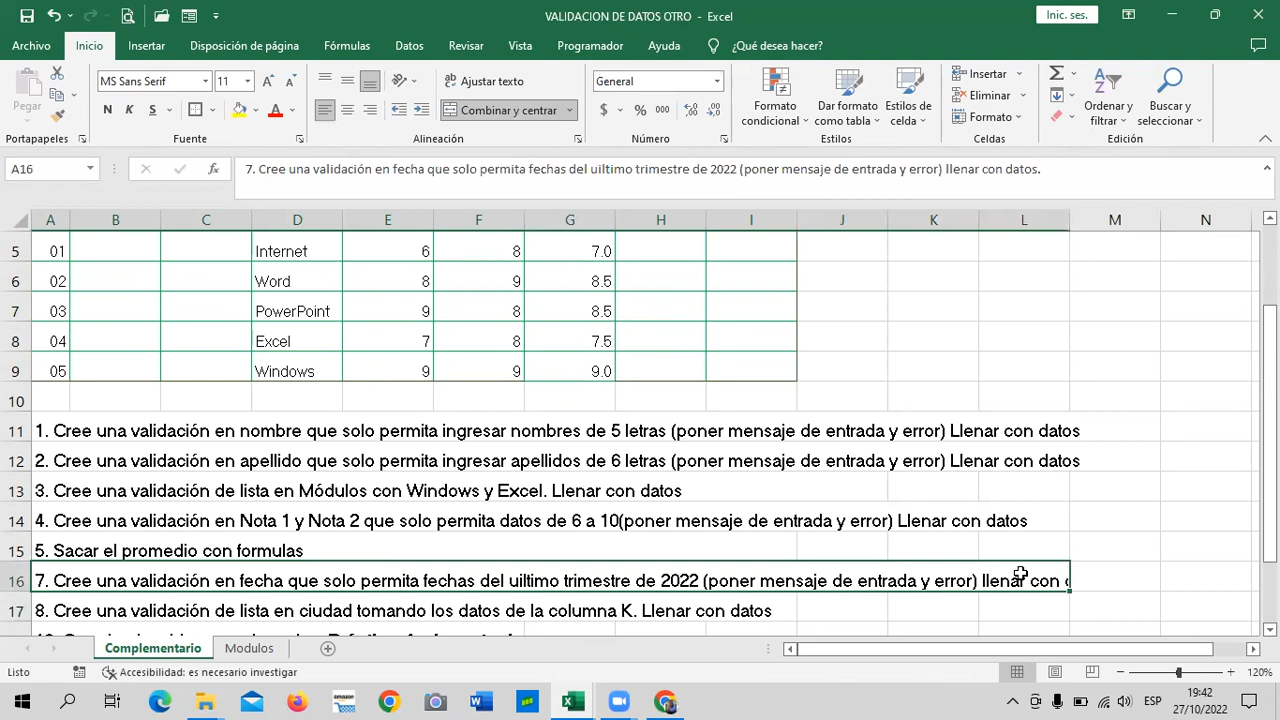 VALIDACION DE DATOS OTRO - Excel
Inic. ses.
Archivo Inicio Insertar Disposición de página Fórmulas Datos Revisar Vista Programador Ayuda ¿Qué desea hacer?
Pegar
MS Sans Serif 11
N K S
Ajustar texto
Combinar y centrar
General
$ % 000
Formato condicional
Dar formato como tabla
Estilos de celda
Insertar
Eliminar
Formato
Ordenar y filtrar
Buscar y seleccionar
Portapapeles Fuente Alineación Número Estilos Celdas Edición
A16 fx 7. Cree una validación en fecha que solo permita fechas del uiltimo trimestre de 2022 (poner mensaje de entrada y error) llenar con datos.
A B C D E F G H I J K L M N
5 01 Internet 6 8 7.0
6 02 Word 8 9 8.5
7 03 PowerPoint 9 8 8.5
8 04 Excel 7 8 7.5
9 05 Windows 9 9 9.0
10
11 1. Cree una validación en nombre que solo permita ingresar nombres de 5 letras (poner mensaje de entrada y error) Llenar con datos
12 2. Cree una validación en apellido que solo permita ingresar apellidos de 6 letras (poner mensaje de entrada y error) Llenar con datos
13 3. Cree una validación de lista en Módulos con Windows y Excel. Llenar con datos
14 4. Cree una validación en Nota 1 y Nota 2 que solo permita datos de 6 a 10(poner mensaje de entrada y error) Llenar con datos
15 5. Sacar el promedio con formulas
16 7. Cree una validación en fecha que solo permita fechas del uiltimo trimestre de 2022 (poner mensaje de entrada y error) llenar con
17 8. Cree una validación de lista en ciudad tomando los datos de la columna K. Llenar con datos
Complementario Modulos
Listo Accesibilidad: es necesario investigar 120%
amazon
ESP
19:42
27/10/2022